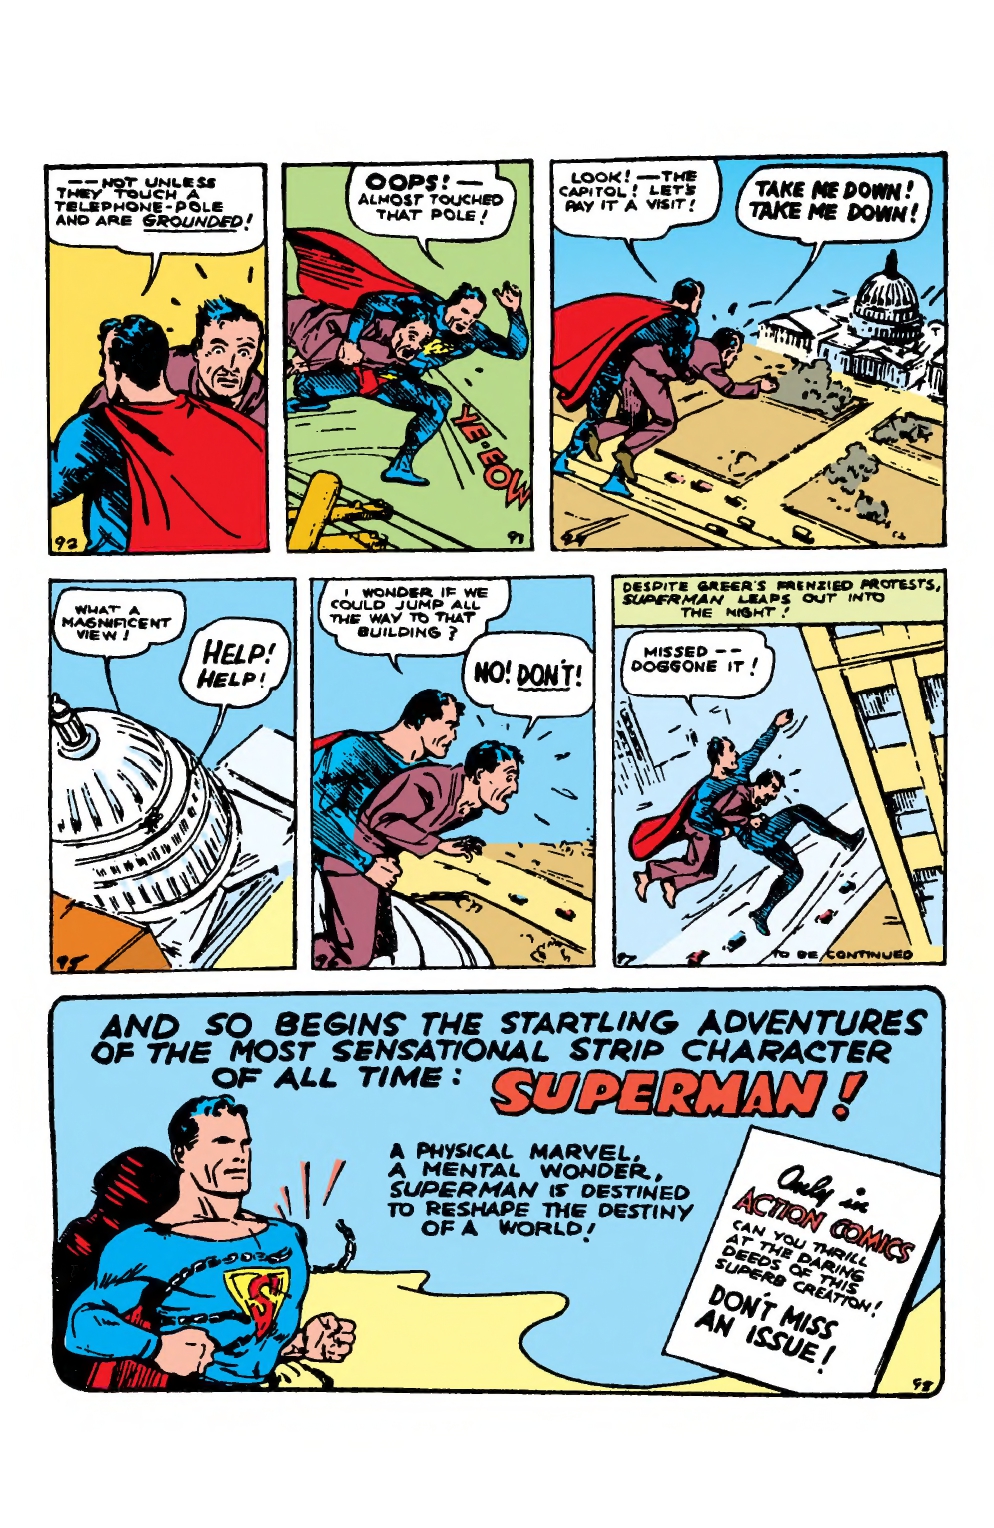 -- NOT UNLESS
THEY TOUCH A
TELEPHONE-POLE
AND ARE GROUNDED!
92
OOPS! --
ALMOST TOUCHED
THAT POLE!
YE-EOW
93
LOOK! -- THE
CAPITOL! LET'S
PAY IT A VISIT!
TAKE ME DOWN!
TAKE ME DOWN!
94
WHAT A
MAGNIFICENT
VIEW!
HELP!
HELP!
95
I WONDER IF WE
COULD JUMP ALL
THE WAY TO THAT
BUILDING?
NO! DON'T!
96
DESPITE GREER'S FRENZIED PROTESTS,
SUPERMAN LEAPS OUT INTO
THE NIGHT!
MISSED --
DOGGONE IT!
97
TO BE CONTINUED
AND SO BEGINS THE STARTLING ADVENTURES
OF THE MOST SENSATIONAL STRIP CHARACTER
OF ALL TIME: SUPERMAN!
A PHYSICAL MARVEL,
A MENTAL WONDER,
SUPERMAN IS DESTINED
TO RESHAPE THE DESTINY
OF A WORLD!
S
Only in
ACTION COMICS
CAN YOU THRILL
AT THE DARING
DEEDS OF THIS
SUPERB CREATION!
DON'T MISS
AN ISSUE!
98